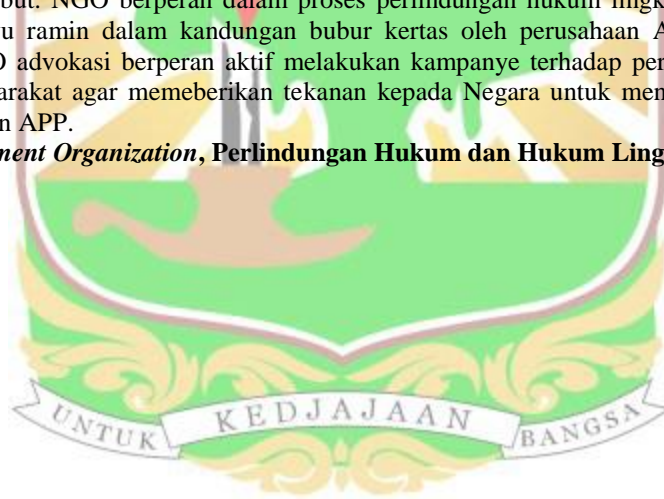 but. NGO berperan dalam proses perlindungan hukum lingk
yu ramin dalam kandungan bubur kertas oleh perusahaan A
O advokasi berperan aktif melakukan kampanye terhadap per
arakat agar memeberikan tekanan kepada Negara untuk men
n APP.
ment Organization, Perlindungan Hukum dan Hukum Ling
UNTUK KEDJAJAAN BANGSA